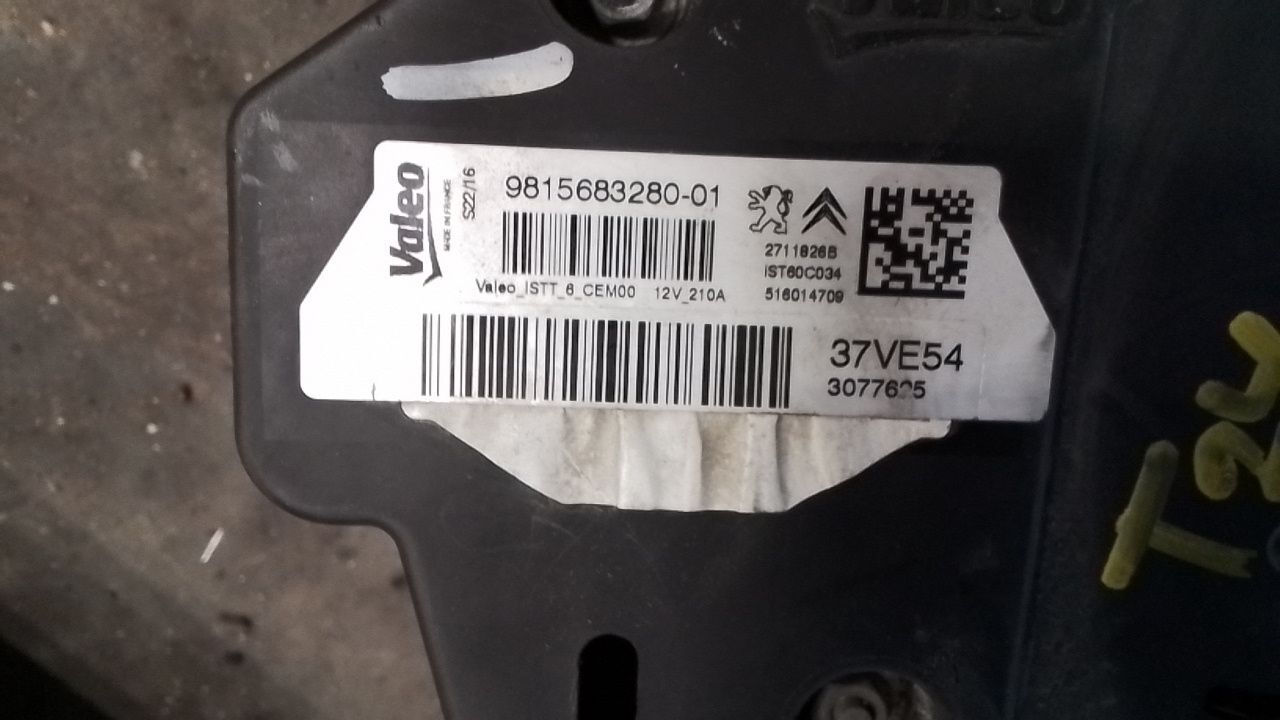 Valeo
MADE IN FRANCE
S22/16
9815683280-01
2711826B
IST60C034
516014709
Valeo_ISTT_6_CEM00 12V_210A
37VE54